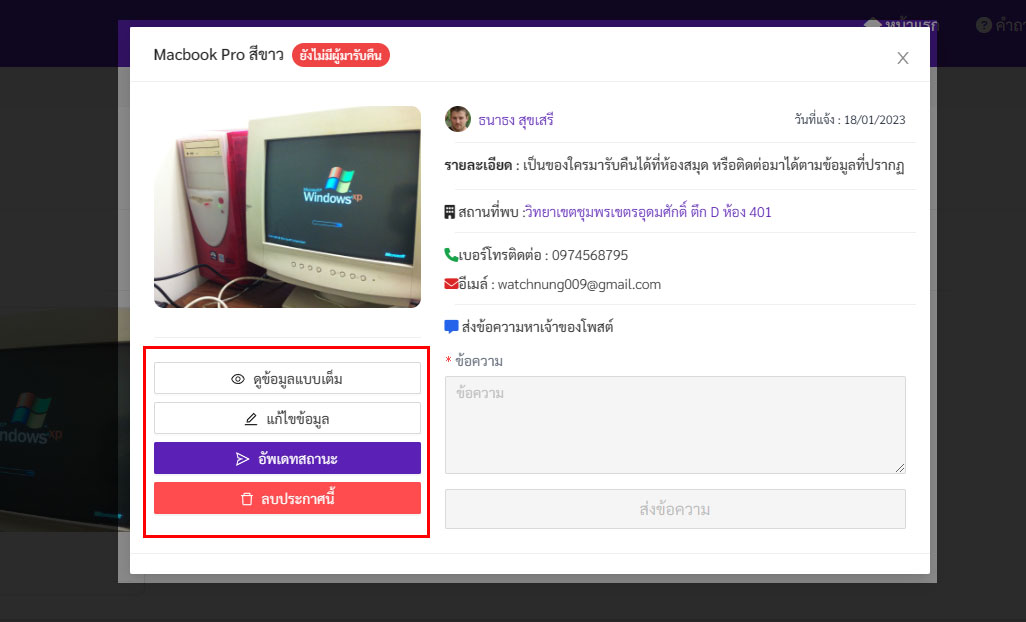 หน้าแรก
Macbook Pro สีขาว ยังไม่มีผู้มารับคืน
ธนาธง สุขเสรี
วันที่แจ้ง : 18/01/2023
รายละเอียด : เป็นของใครมารับคืนได้ที่ห้องสมุด หรือติดต่อมาได้ตามข้อมูลที่ปรากฏ
Microsoft
Windows xp
สถานที่พบ :วิทยาเขตชุมพรเขตรอุดมศักดิ์ ตึก D ห้อง 401
เบอร์โทรติดต่อ : 0974568795
อีเมล์ : watchnung009@gmail.com
ส่งข้อความหาเจ้าของโพสต์
* ข้อความ
ข้อความ
ส่งข้อความ
ดูข้อมูลแบบเต็ม
แก้ไขข้อมูล
อัพเดทสถานะ
ลบประกาศนี้
ndows xp